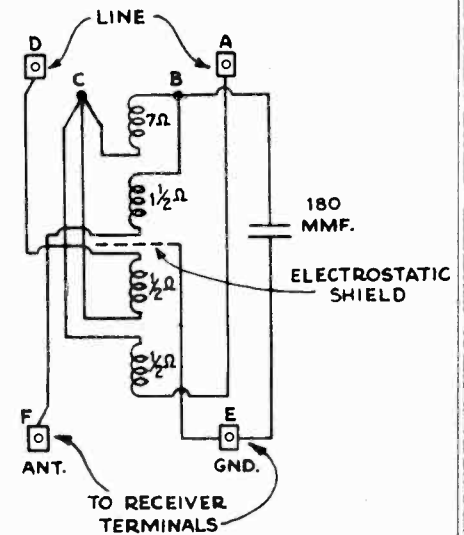 LINE
D
A
C
B
7Ω
1½Ω
180
MMF.
ELECTROSTATIC
SHIELD
½Ω
½Ω
F
E
ANT.
GND.
TO RECEIVER
TERMINALS